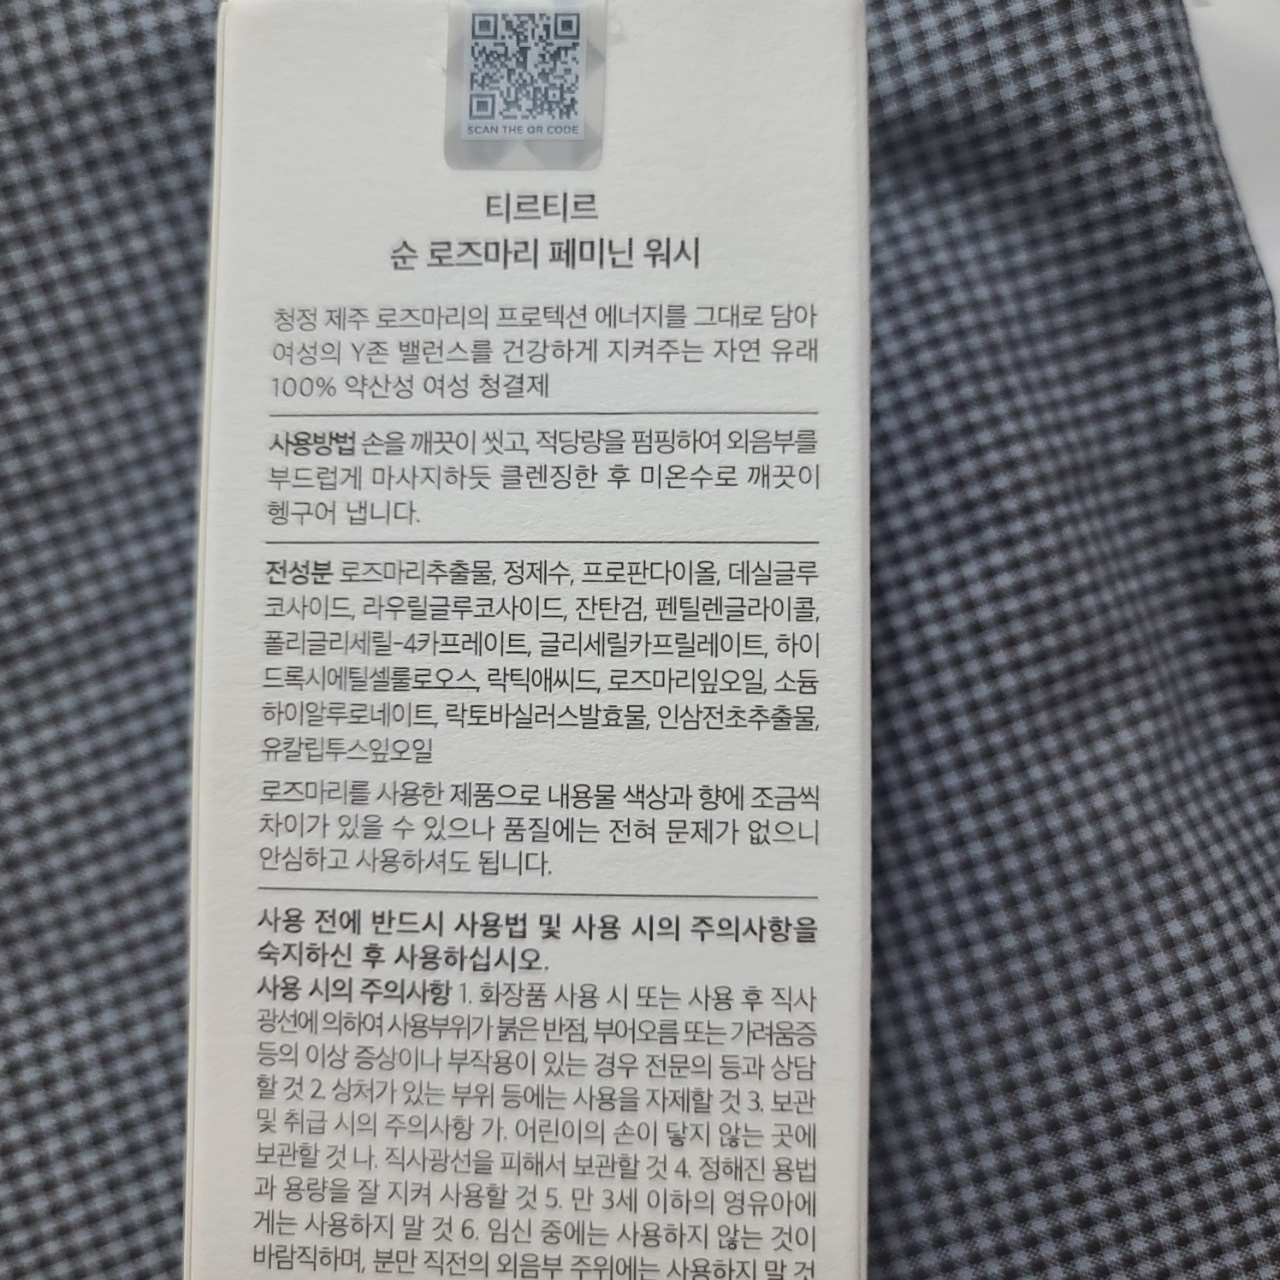 SCAN THE QR CODE
티르티르
순 로즈마리 페미닌 워시
청정 제주 로즈마리의 프로텍션 에너지를 그대로 담아
여성의 Y존 밸런스를 건강하게 지켜주는 자연 유래
100% 약산성 여성 청결제
사용방법 손을 깨끗이 씻고, 적당량을 펌핑하여 외음부를
부드럽게 마사지하듯 클렌징한 후 미온수로 깨끗이
헹구어 냅니다.
전성분 로즈마리추출물, 정제수, 프로판다이올, 데실글루
코사이드, 라우릴글루코사이드, 잔탄검, 펜틸렌글라이콜,
폴리글리세릴-4카프레이트, 글리세릴카프릴레이트, 하이
드록시에틸셀룰로오스, 락틱애씨드, 로즈마리잎오일, 소듐
하이알루로네이트, 락토바실러스발효물, 인삼전초추출물,
유칼립투스잎오일
로즈마리를 사용한 제품으로 내용물 색상과 향에 조금씩
차이가 있을 수 있으나 품질에는 전혀 문제가 없으니
안심하고 사용하셔도 됩니다.
사용 전에 반드시 사용법 및 사용 시의 주의사항을
숙지하신 후 사용하십시오.
사용 시의 주의사항 1. 화장품 사용 시 또는 사용 후 직사
광선에 의하여 사용부위가 붉은 반점, 부어오름 또는 가려움증
등의 이상 증상이나 부작용이 있는 경우 전문의 등과 상담
할 것 2. 상처가 있는 부위 등에는 사용을 자제할 것 3. 보관
및 취급 시의 주의사항 가. 어린이의 손이 닿지 않는 곳에
보관할 것 나. 직사광선을 피해서 보관할 것 4. 정해진 용법
과 용량을 잘 지켜 사용할 것 5. 만 3세 이하의 영유아에
게는 사용하지 말 것 6. 임신 중에는 사용하지 않는 것이
바람직하며, 분만 직전의 외음부 주위에는 사용하지 말 것